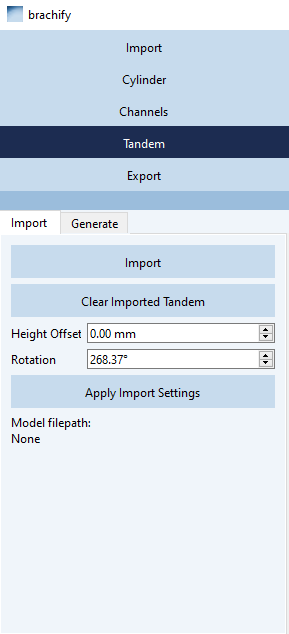 brachify
Import
Cylinder
Channels
Tandem
Export
Import Generate
Import
Clear Imported Tandem
Height Offset 0.00 mm
Rotation 268.37°
Apply Import Settings
Model filepath:
None